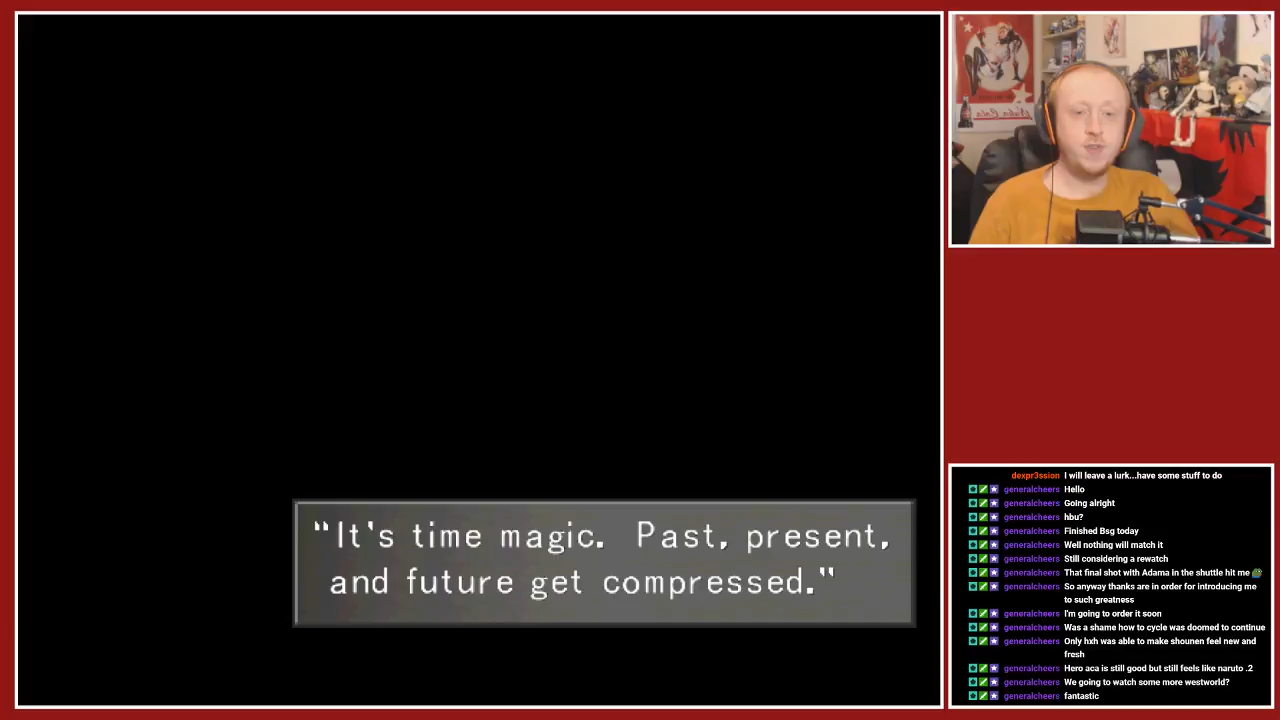 "It's time magic. Past, present,
and future get compressed."
dexpr3ssion I will leave a lurk...have some stuff to do
generalcheers Hello
generalcheers Going alright
generalcheers hbu?
generalcheers Finished Bsg today
generalcheers Well nothing will match it
generalcheers Still considering a rewatch
generalcheers That final shot with Adama in the shuttle hit me
generalcheers So anyway thanks are in order for introducing me
to such greatness
generalcheers I'm going to order it soon
generalcheers Was a shame how to cycle was doomed to continue
generalcheers Only hxh was able to make shounen feel new and
fresh
generalcheers Hero aca is still good but still feels like naruto .2
generalcheers We going to watch some more westworld?
generalcheers fantastic